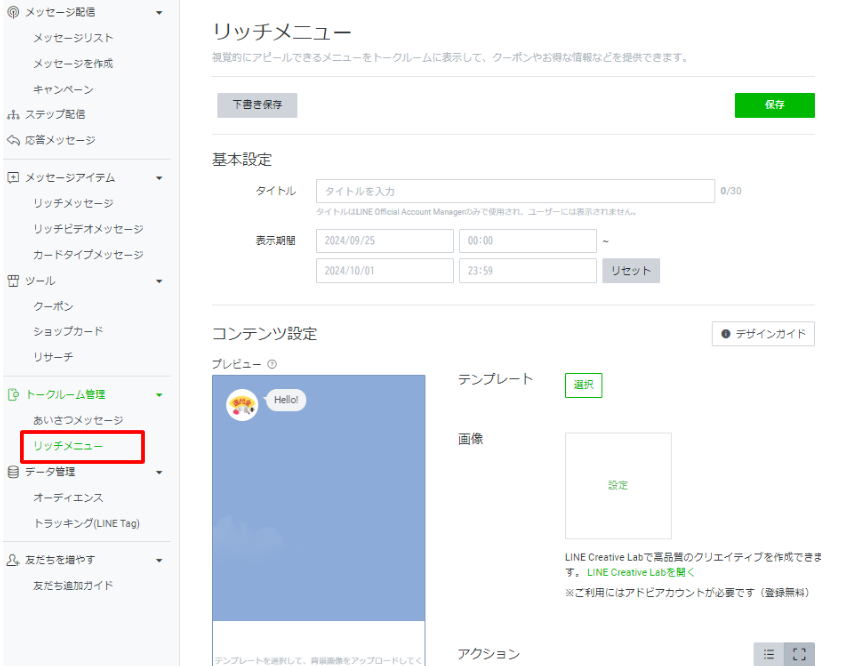 メッセージ配信
メッセージリスト
メッセージを作成
キャンペーン
ステップ配信
応答メッセージ
メッセージアイテム
リッチメッセージ
リッチビデオメッセージ
カードタイプメッセージ
ツール
クーポン
ショップカード
リサーチ
トークルーム管理
あいさつメッセージ
リッチメニュー
データ管理
オーディエンス
トラッキング(LINE Tag)
友だちを増やす
友だち追加ガイド
リッチメニュー
視覚的にアピールできるメニューをトークルームに表示して、クーポンやお得な情報などを提供できます。
下書き保存 保存
基本設定
タイトル タイトルを入力 0/30
タイトルはLINE Official Account Managerのみで使用され、ユーザーには表示されません。
表示期間 2024/09/25 00:00 ~
2024/10/01 23:59 リセット
コンテンツ設定 デザインガイド
プレビュー
Hello!
テンプレートを選択して、背景画像をアップロードしてく
テンプレート 選択
画像
設定
LINE Creative Labで高品質のクリエイティブを作成できま
す。 LINE Creative Labを開く
※ご利用にはアドビアカウントが必要です（登録無料）
アクション